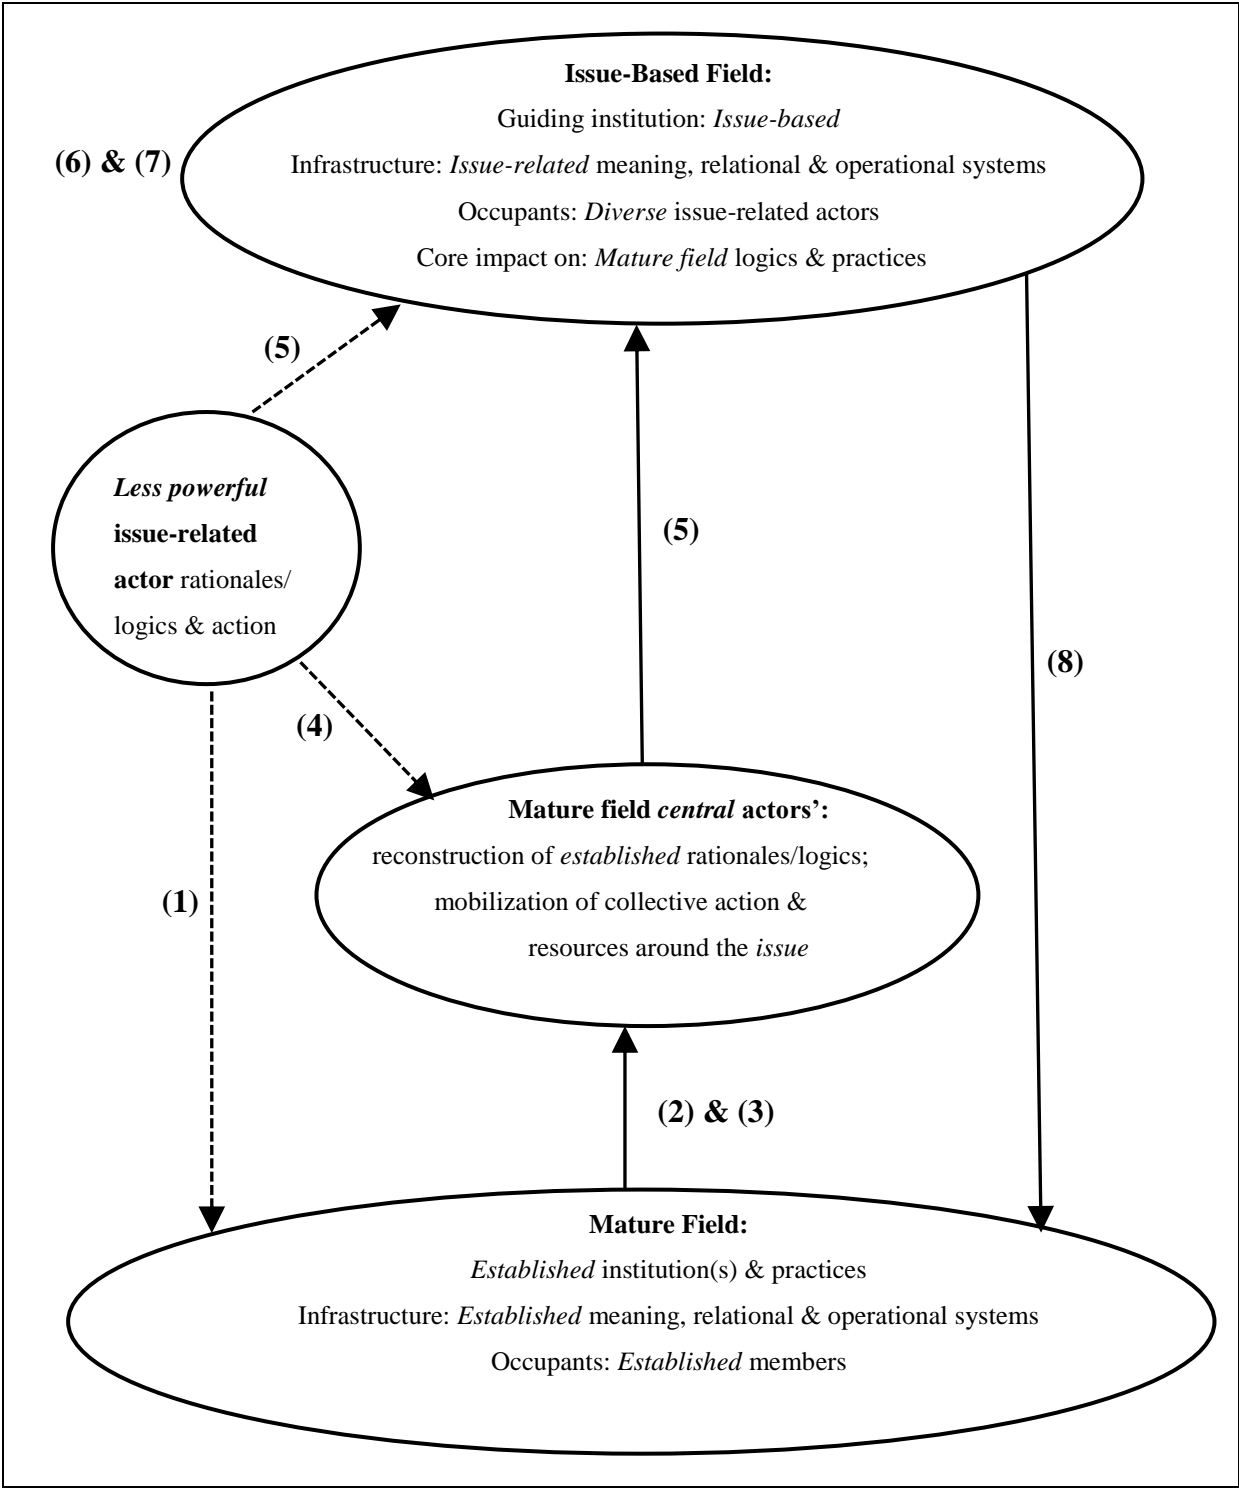 Issue-Based Field:
Guiding institution: Issue-based
(6) & (7)
Infrastructure: Issue-related meaning, relational & operational systems
Occupants: Diverse issue-related actors
Core impact on: Mature field logics & practices
(5)
Less powerful
issue-related
actor rationales/
logics & action
(5)
(8)
(4)
Mature field central actors’:
reconstruction of established rationales/logics;
mobilization of collective action &
resources around the issue
(1)
(2) & (3)
Mature Field:
Established institution(s) & practices
Infrastructure: Established meaning, relational & operational systems
Occupants: Established members